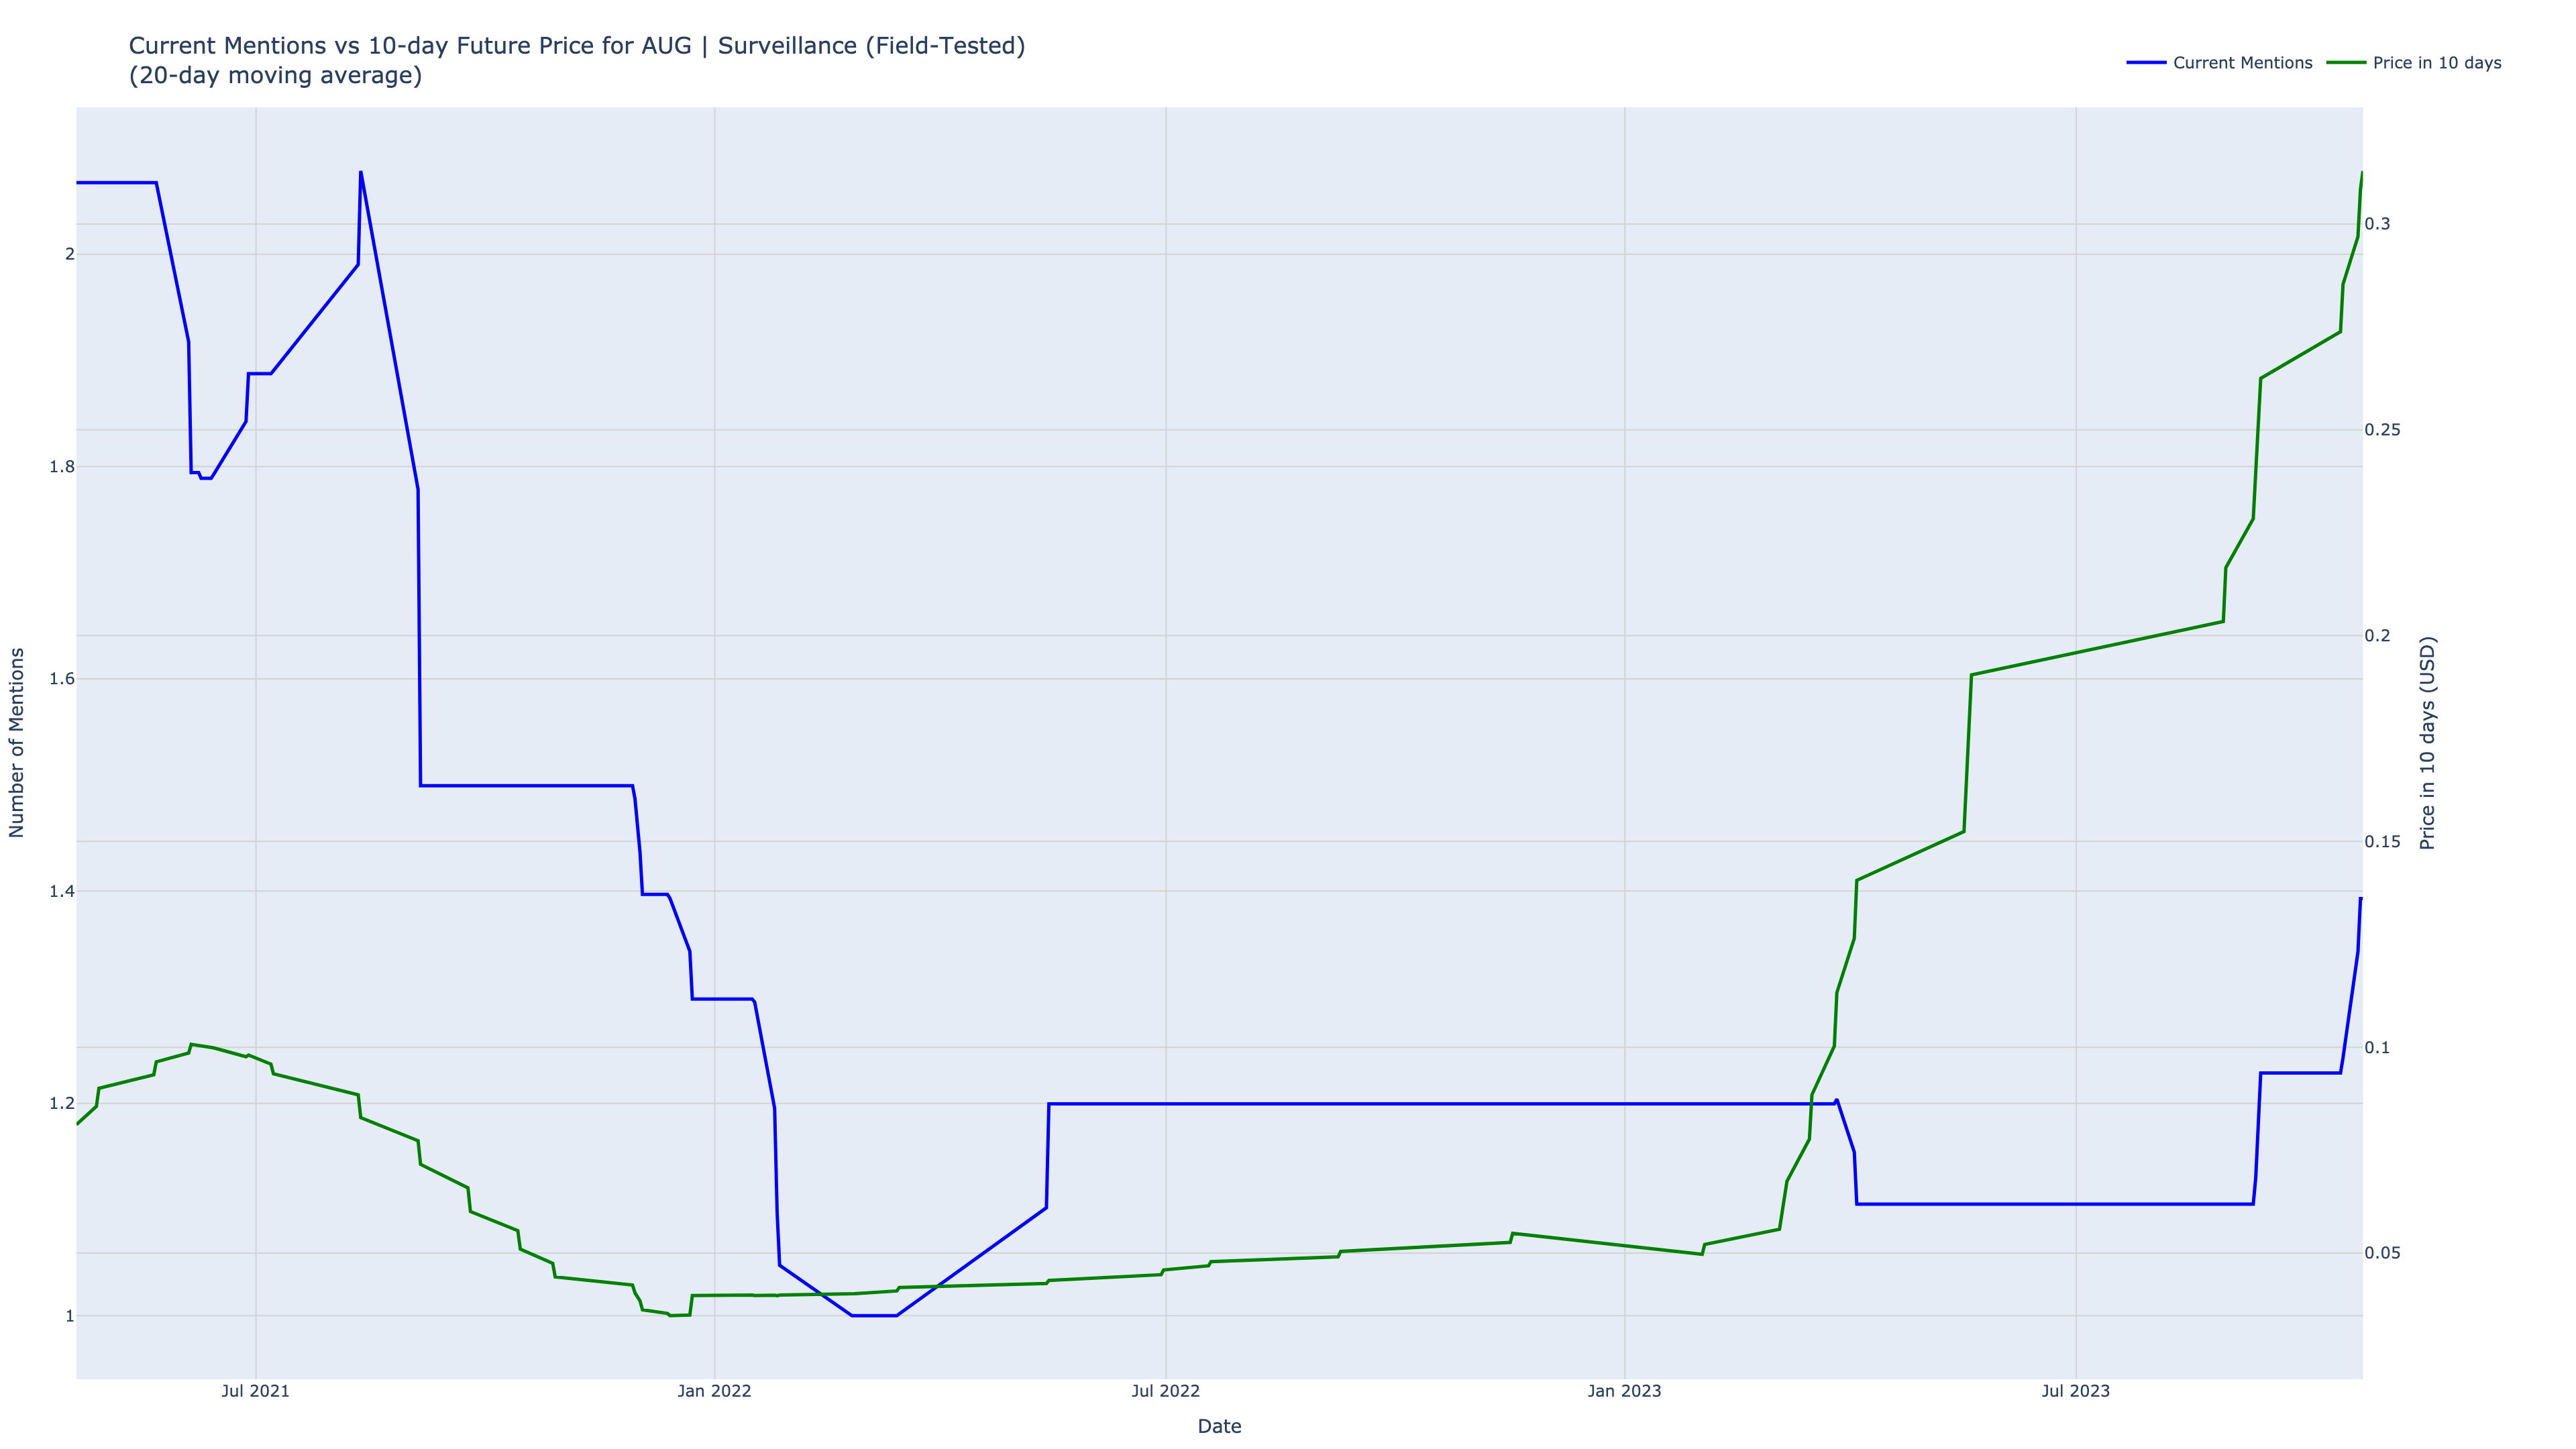 Current Mentions vs 10-day Future Price for AUG | Surveillance (Field-Tested)
(20-day moving average)
Current Mentions
Price in 10 days
2
1.8
1.6
1.4
1.2
1
Number of Mentions
0.3
0.25
0.2
0.15
0.1
0.05
Price in 10 days (USD)
Jul 2021
Jan 2022
Jul 2022
Jan 2023
Jul 2023
Date